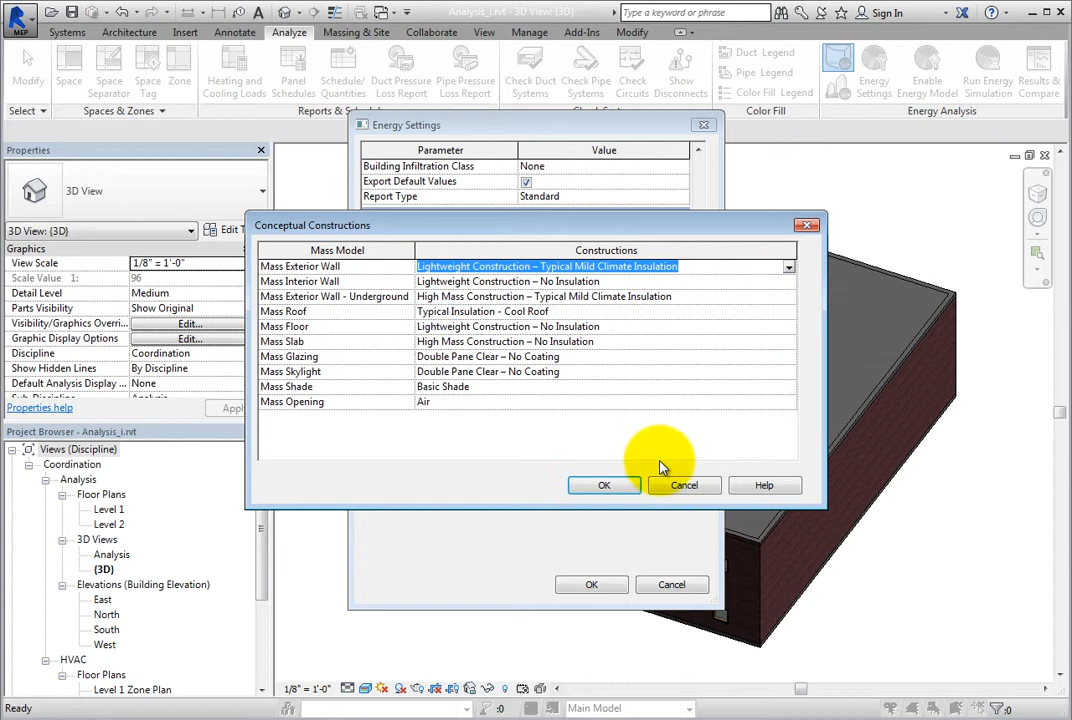 Analysis_i.rvt - 3D View: {3D}
Type a keyword or phrase
Sign In
MEP
Systems Architecture Insert Annotate Analyze Massing & Site Collaborate View Manage Add-Ins Modify
Modify
Space
Space Separator
Space Tag
Zone
Heating and Cooling Loads
Panel Schedules
Schedule/ Quantities
Duct Pressure Loss Report
Pipe Pressure Loss Report
Check Duct Systems
Check Pipe Systems
Check Circuits
Show Disconnects
Duct Legend
Pipe Legend
Color Fill Legend
Energy Settings
Enable Energy Model
Run Energy Simulation
Results & Compare
Select
Spaces & Zones
Reports &
Color Fill
Energy Analysis
Properties
3D View
3D View: {3D}
Edit T
Graphics
View Scale 1/8" = 1'-0"
Scale Value 1: 96
Detail Level Medium
Parts Visibility Show Original
Visibility/Graphics Overri... Edit...
Graphic Display Options Edit...
Discipline Coordination
Show Hidden Lines By Discipline
Default Analysis Display ... None
Properties help
Appl
Project Browser - Analysis_i.rvt
Views (Discipline)
Coordination
Analysis
Floor Plans
Level 1
Level 2
3D Views
Analysis
{3D}
Elevations (Building Elevation)
East
North
South
West
HVAC
Floor Plans
Level 1 Zone Plan
Energy Settings
Parameter Value
Building Infiltration Class None
Export Default Values
Report Type Standard
Conceptual Constructions
Mass Model Constructions
Mass Exterior Wall Lightweight Construction – Typical Mild Climate Insulation
Mass Interior Wall Lightweight Construction – No Insulation
Mass Exterior Wall - Underground High Mass Construction – Typical Mild Climate Insulation
Mass Roof Typical Insulation - Cool Roof
Mass Floor Lightweight Construction – No Insulation
Mass Slab High Mass Construction – No Insulation
Mass Glazing Double Pane Clear – No Coating
Mass Skylight Double Pane Clear – No Coating
Mass Shade Basic Shade
Mass Opening Air
OK Cancel Help
OK Cancel
1/8" = 1'-0"
Ready
:0
Main Model
:0